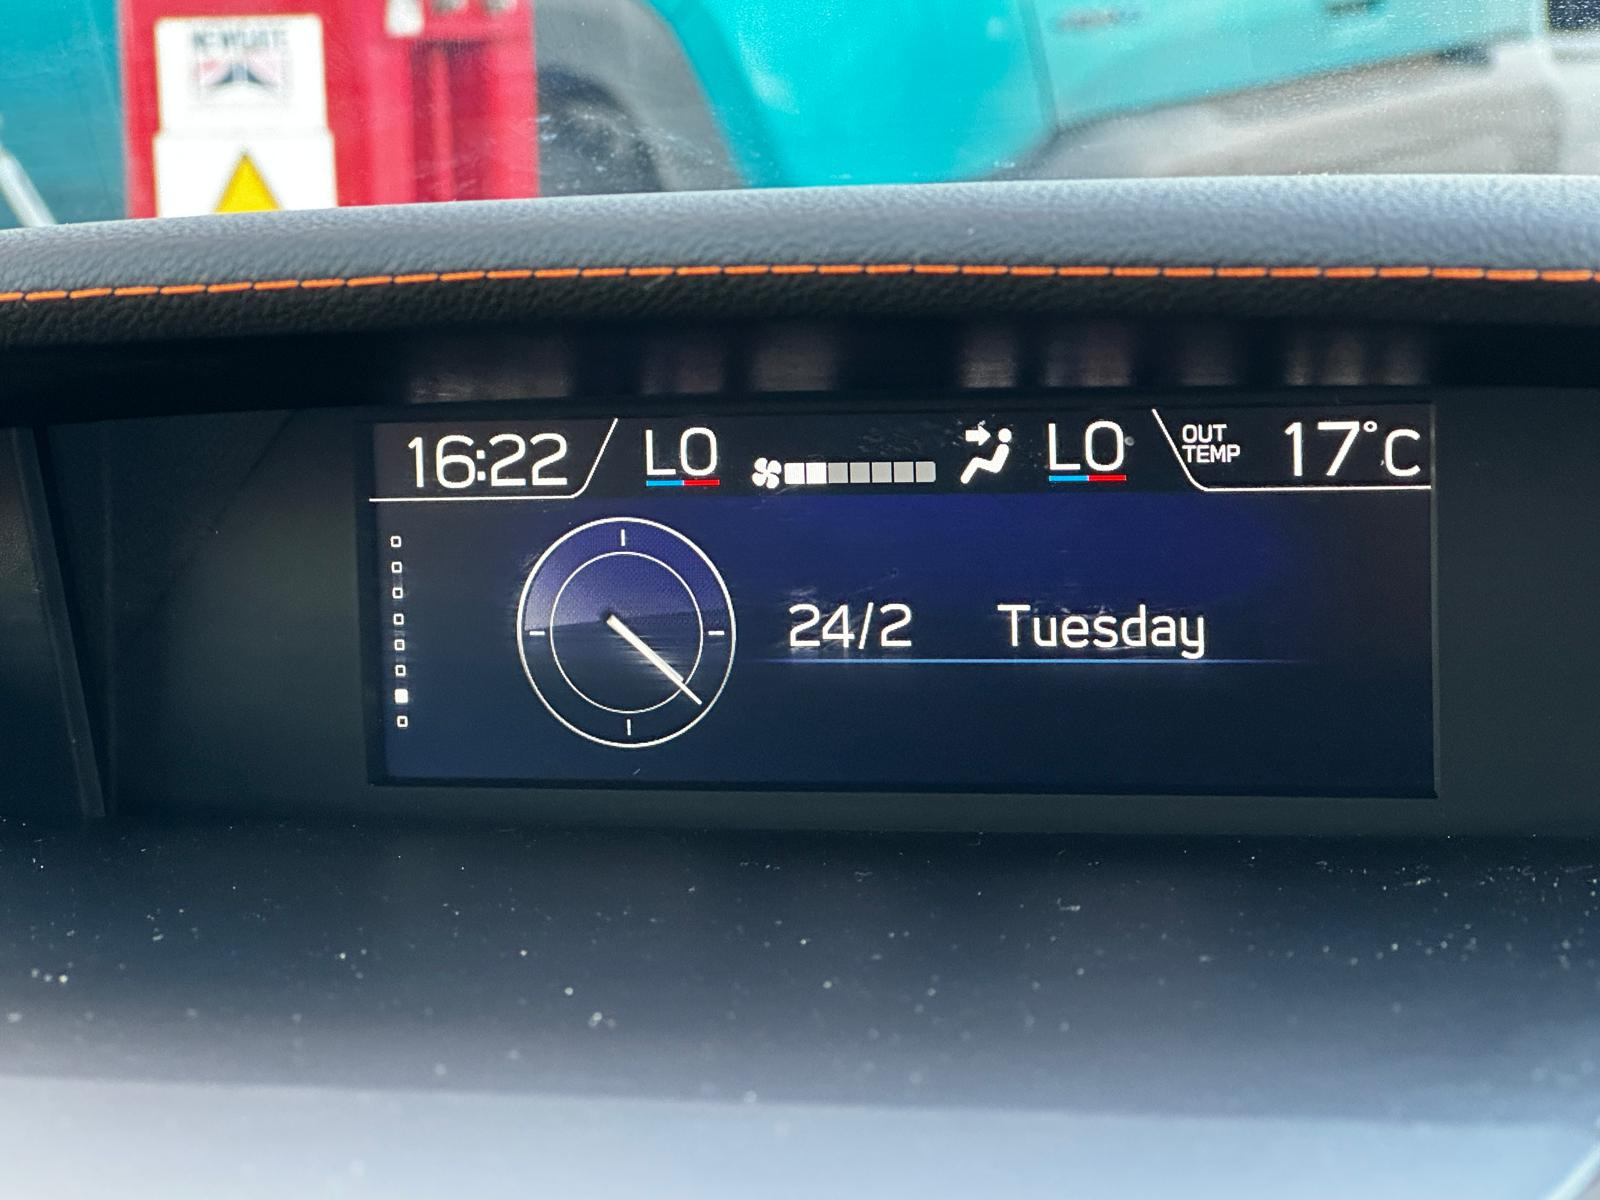 16:22 LO LO OUT TEMP 17°C
24/2 Tuesday